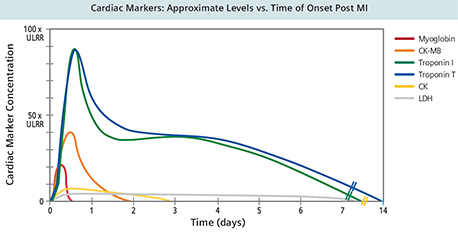 Cardiac Markers: Approximate Levels vs. Time of Onset Post MI
100 x
ULRR
50 x
ULRR
0
Cardiac Marker Concentration
0 1 2 3 4 5 6 7 14
Time (days)
Myoglobin
CK-MB
Troponin I
Troponin T
CK
LDH